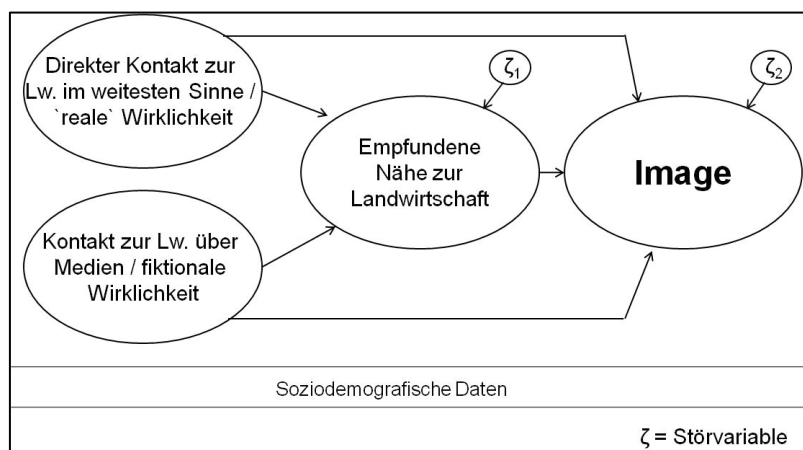 Direkter Kontakt zur
Lw. im weitesten Sinne /
`reale` Wirklichkeit
ζ1
ζ2
Empfundene
Nähe zur
Landwirtschaft
Image
Kontakt zur Lw. über
Medien / fiktionale
Wirklichkeit
Soziodemografische Daten
ζ = Störvariable